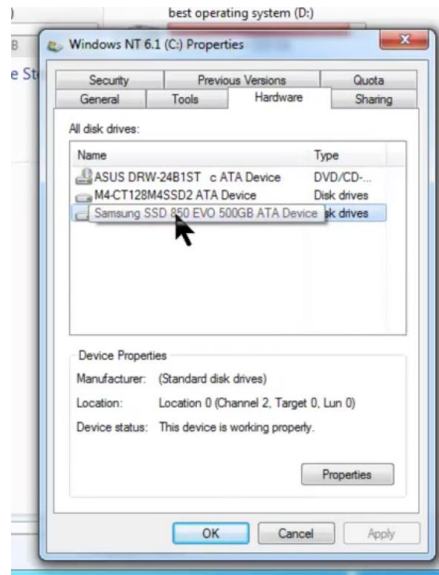 best operating system (D:)
Windows NT 6.1 (C:) Properties
Security Previous Versions Quota
General Tools Hardware Sharing
All disk drives:
Name Type
ASUS DRW-24B1ST c ATA Device DVD/CD-...
M4-CT128M4SSD2 ATA Device Disk drives
Samsung SSD 850 EVO 500GB ATA Device sk drives
Device Properties
Manufacturer: (Standard disk drives)
Location: Location 0 (Channel 2, Target 0, Lun 0)
Device status: This device is working properly.
Properties
OK Cancel Apply